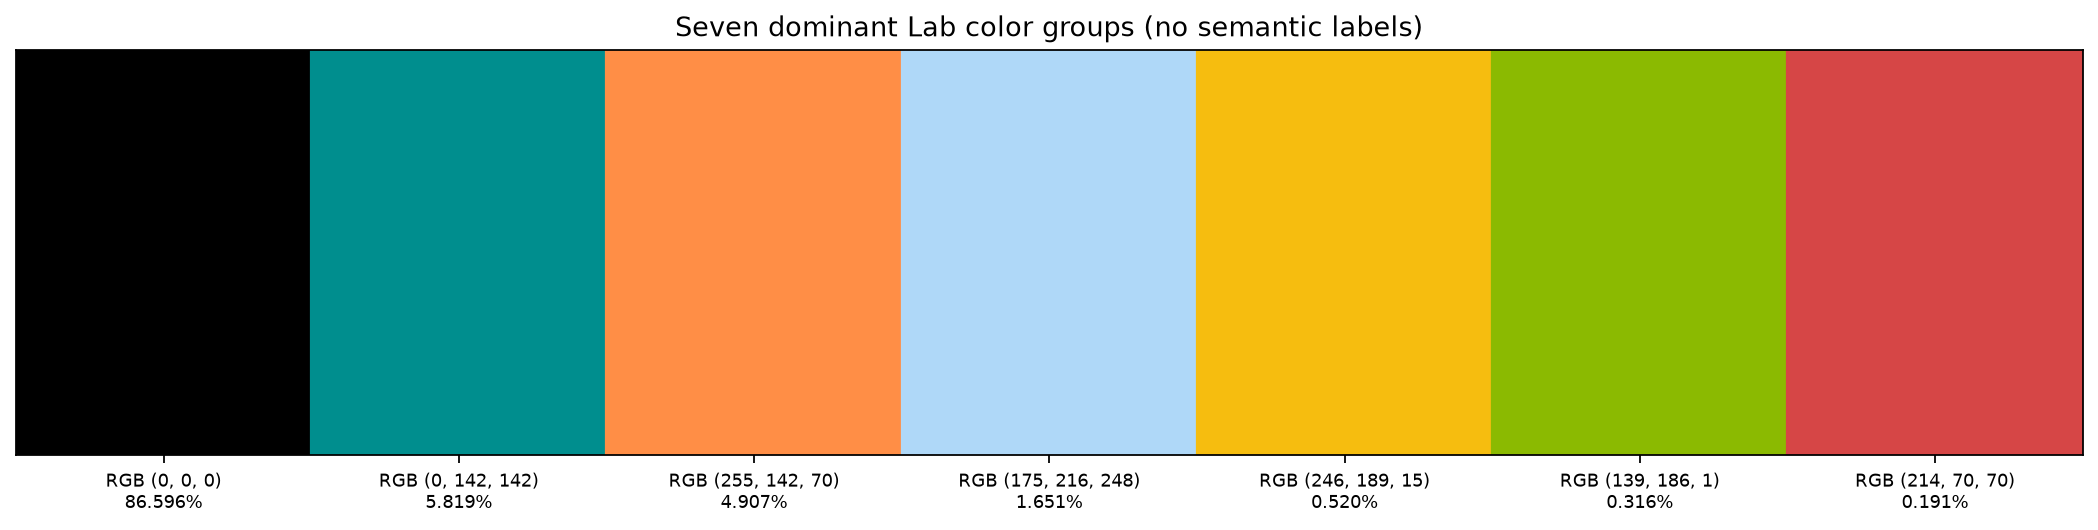 Seven dominant Lab color groups (no semantic labels)
RGB (0, 0, 0)
86.596%
RGB (0, 142, 142)
5.819%
RGB (255, 142, 70)
4.907%
RGB (175, 216, 248)
1.651%
RGB (246, 189, 15)
0.520%
RGB (139, 186, 1)
0.316%
RGB (214, 70, 70)
0.191%